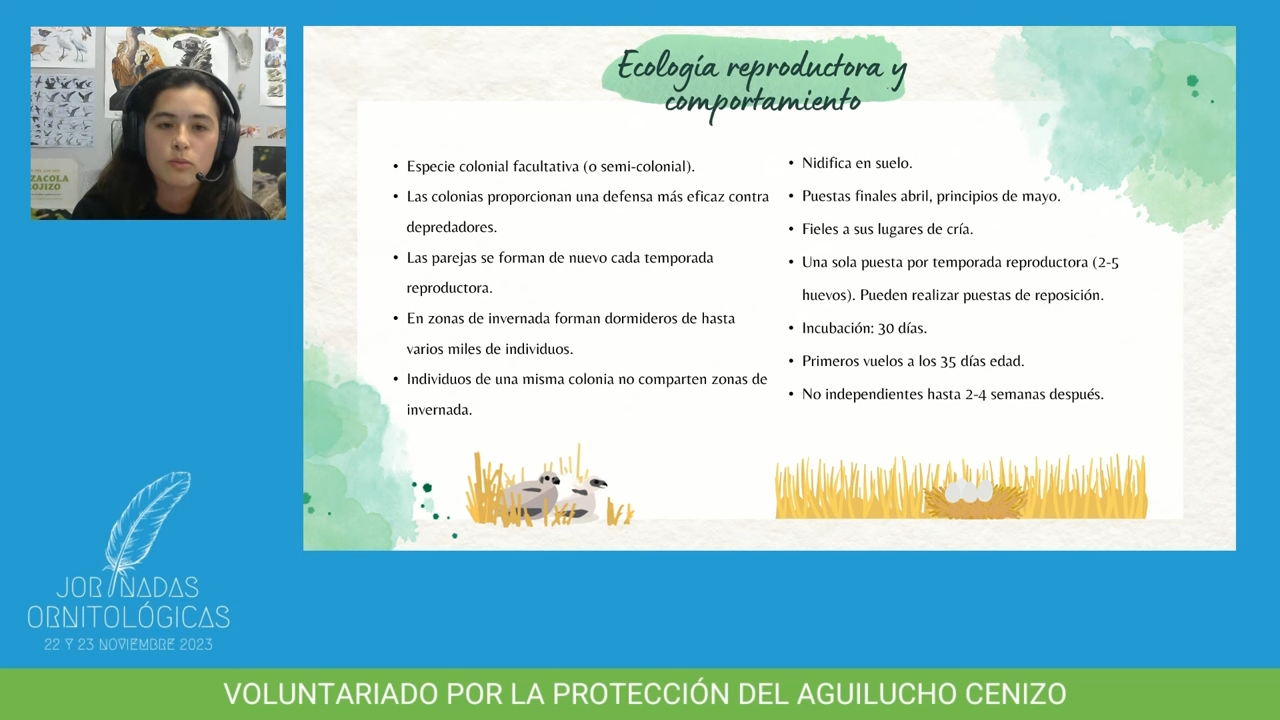 Ecología reproductora y
comportamiento
• Especie colonial facultativa (o semi-colonial).
• Las colonias proporcionan una defensa más eficaz contra
depredadores.
• Las parejas se forman de nuevo cada temporada
reproductora.
• En zonas de invernada forman dormideros de hasta
varios miles de individuos.
• Individuos de una misma colonia no comparten zonas de
invernada.
• Nidifica en suelo.
• Puestas finales abril, principios de mayo.
• Fieles a sus lugares de cría.
• Una sola puesta por temporada reproductora (2-5
huevos). Pueden realizar puestas de reposición.
• Incubación: 30 días.
• Primeros vuelos a los 35 días edad.
• No independientes hasta 2-4 semanas después.
ZACOLA
ROJIZO
JORNADAS
ORNITOLÓGICAS
22 Y 23 NOVIEMBRE 2023
VOLUNTARIADO POR LA PROTECCIÓN DEL AGUILUCHO CENIZO